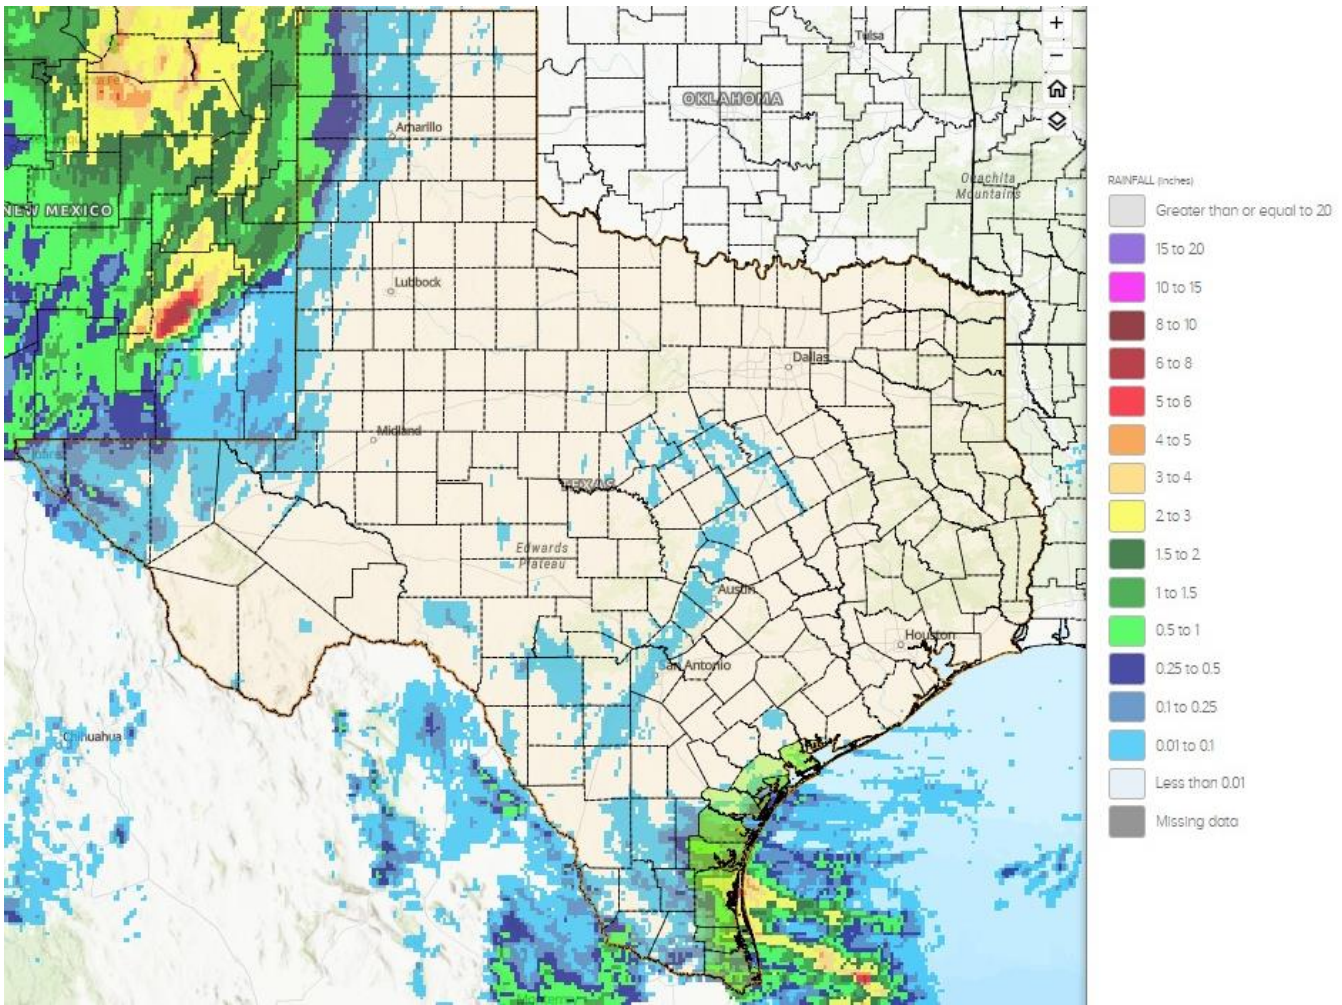 +
Tulsa
−
OKLAHOMA
Amarillo
Ouachita
Mountains
NEW MEXICO
Lubbock
Dallas
Midland
TEXAS
Edwards
Plateau
Austin
Houston
San Antonio
Chihuahua
RAINFALL (Inches)
Greater than or equal to 20
15 to 20
10 to 15
8 to 10
6 to 8
5 to 6
4 to 5
3 to 4
2 to 3
1.5 to 2
1 to 1.5
0.5 to 1
0.25 to 0.5
0.1 to 0.25
0.01 to 0.1
Less than 0.01
Missing data